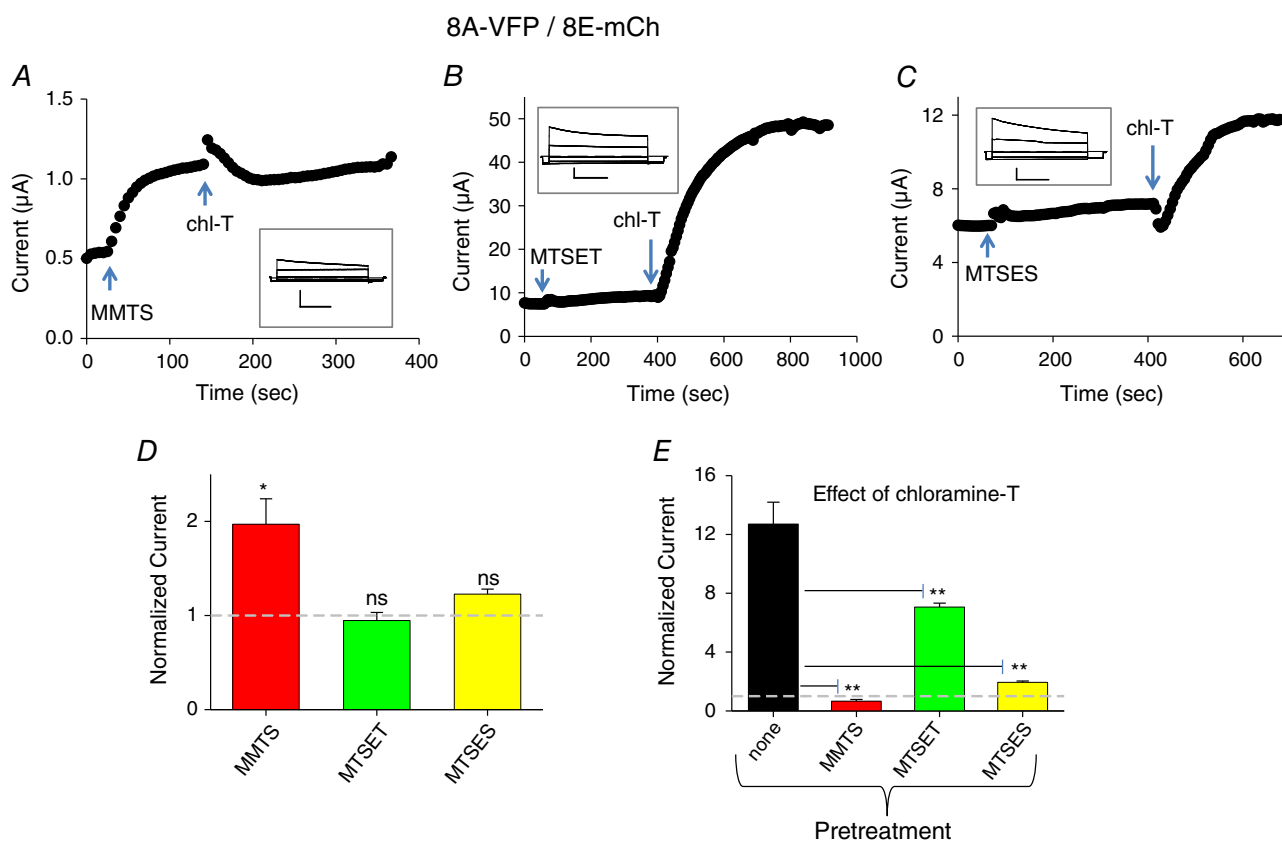 8A-VFP / 8E-mCh
A
1.5
1.0
0.5
0.0
Current (µA)
MMTS
chl-T
0 100 200 300 400
Time (sec)
B
50
40
30
20
10
0
Current (µA)
MTSET
chl-T
0 200 400 600 800 1000
Time (sec)
C
12
9
6
3
0
Current (µA)
MTSES
chl-T
0 200 400 600
Time (sec)
D
2
1
0
Normalized Current
*
ns
ns
MMTS
MTSET
MTSES
E
Effect of chloramine-T
16
12
8
4
0
Normalized Current
**
**
**
none
MMTS
MTSET
MTSES
Pretreatment